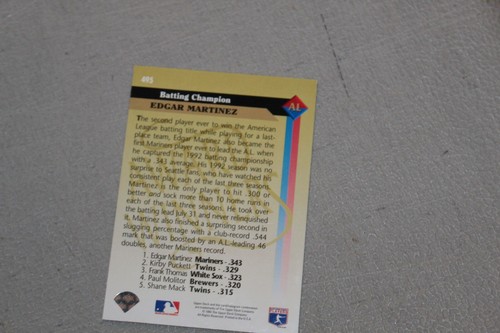 495
Batting Champion
EDGAR MARTINEZ
AL
The second player ever to win the American
League batting title while playing for a last-
place team, Edgar Martinez also became the
first Mariners player ever to lead the A.L. when
he captured the 1992 batting championship
with a .343 average. His 1992 season was no
surprise to Seattle fans, who have watched his
consistent play each of the last three seasons.
Martinez is the only player to hit .300 or
better and sock more than 10 home runs in
each of the last three seasons. He took over
the batting lead July 31 and never relinquished
it. Martinez also finished a surprising second in
slugging percentage with a club-record .544
mark that was boosted by an A.L.-leading 46
doubles, another Mariners record.
1. Edgar Martinez Mariners - .343
2. Kirby Puckett Twins - .329
3. Frank Thomas White Sox - .323
4. Paul Molitor Brewers - .320
5. Shane Mack Twins - .315